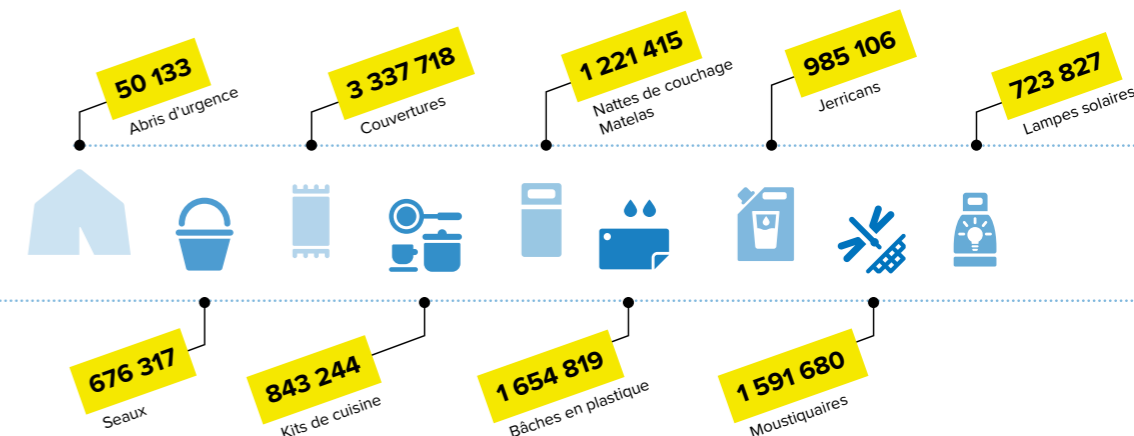 50 133
Abris d'urgence
3 337 718
Couvertures
1 221 415
Nattes de couchage
Matelas
985 106
Jerricans
723 827
Lampes solaires
676 317
Seaux
843 244
Kits de cuisine
1 654 819
Bâches en plastique
1 591 680
Moustiquaires